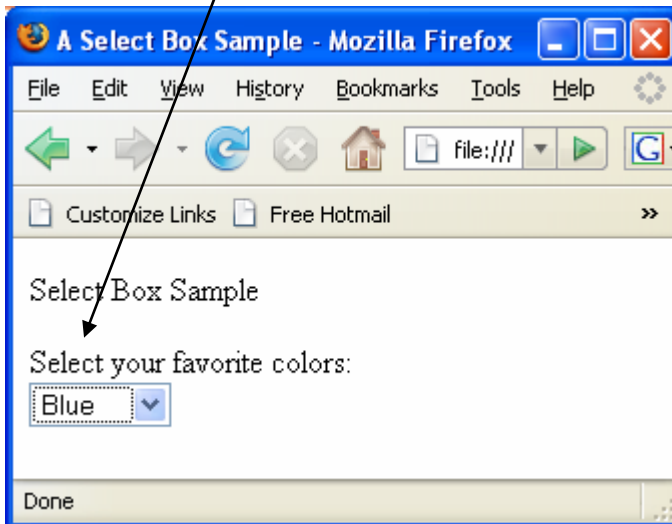 A Select Box Sample - Mozilla Firefox
File Edit View History Bookmarks Tools Help
file:/// G
Customize Links Free Hotmail »
Select Box Sample
Select your favorite colors:
Blue
Done